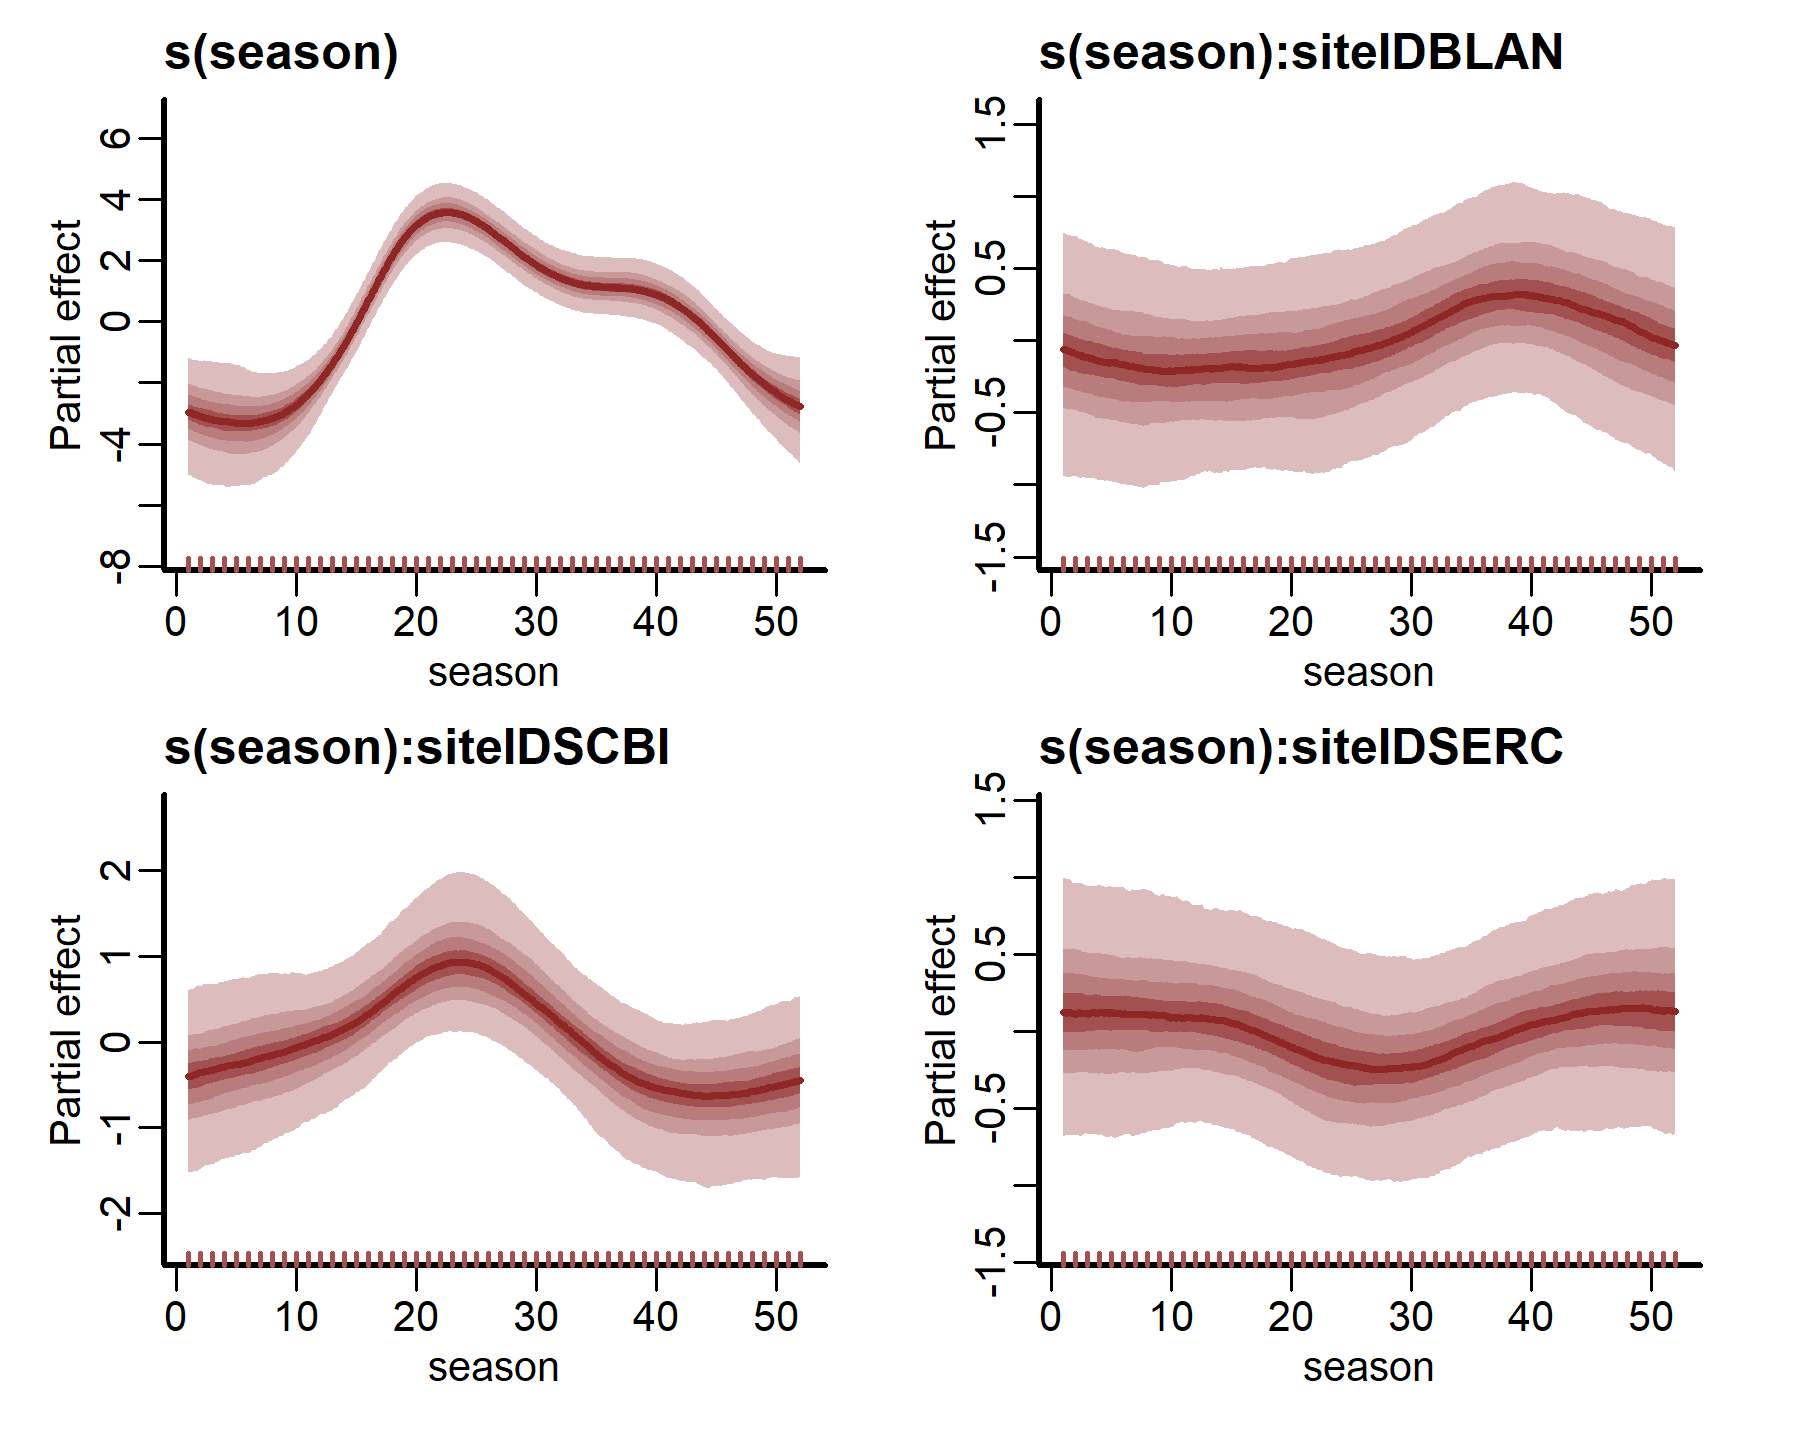 s(season)
Partial effect
6
4
2
0
-4
-8
0 10 20 30 40 50
season
s(season):siteIDBLAN
Partial effect
1.5
0.5
-0.5
-1.5
0 10 20 30 40 50
season
s(season):siteIDSCBI
Partial effect
2
1
0
-1
-2
0 10 20 30 40 50
season
s(season):siteIDSERC
Partial effect
1.5
0.5
-0.5
-1.5
0 10 20 30 40 50
season